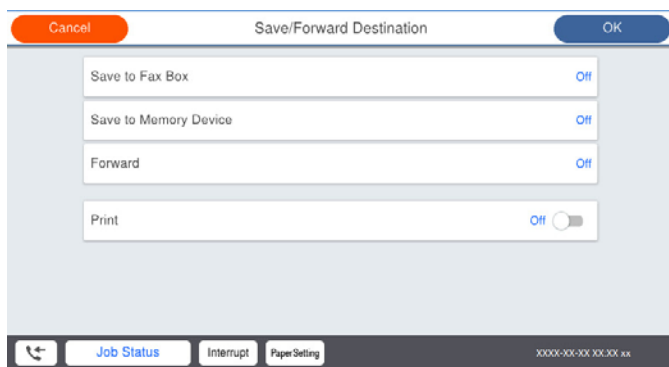 Cancel Save/Forward Destination OK
Save to Fax Box Off
Save to Memory Device Off
Forward Off
Print Off
Job Status Interrupt Paper Setting XXXX-XX-XX XX:XX xx